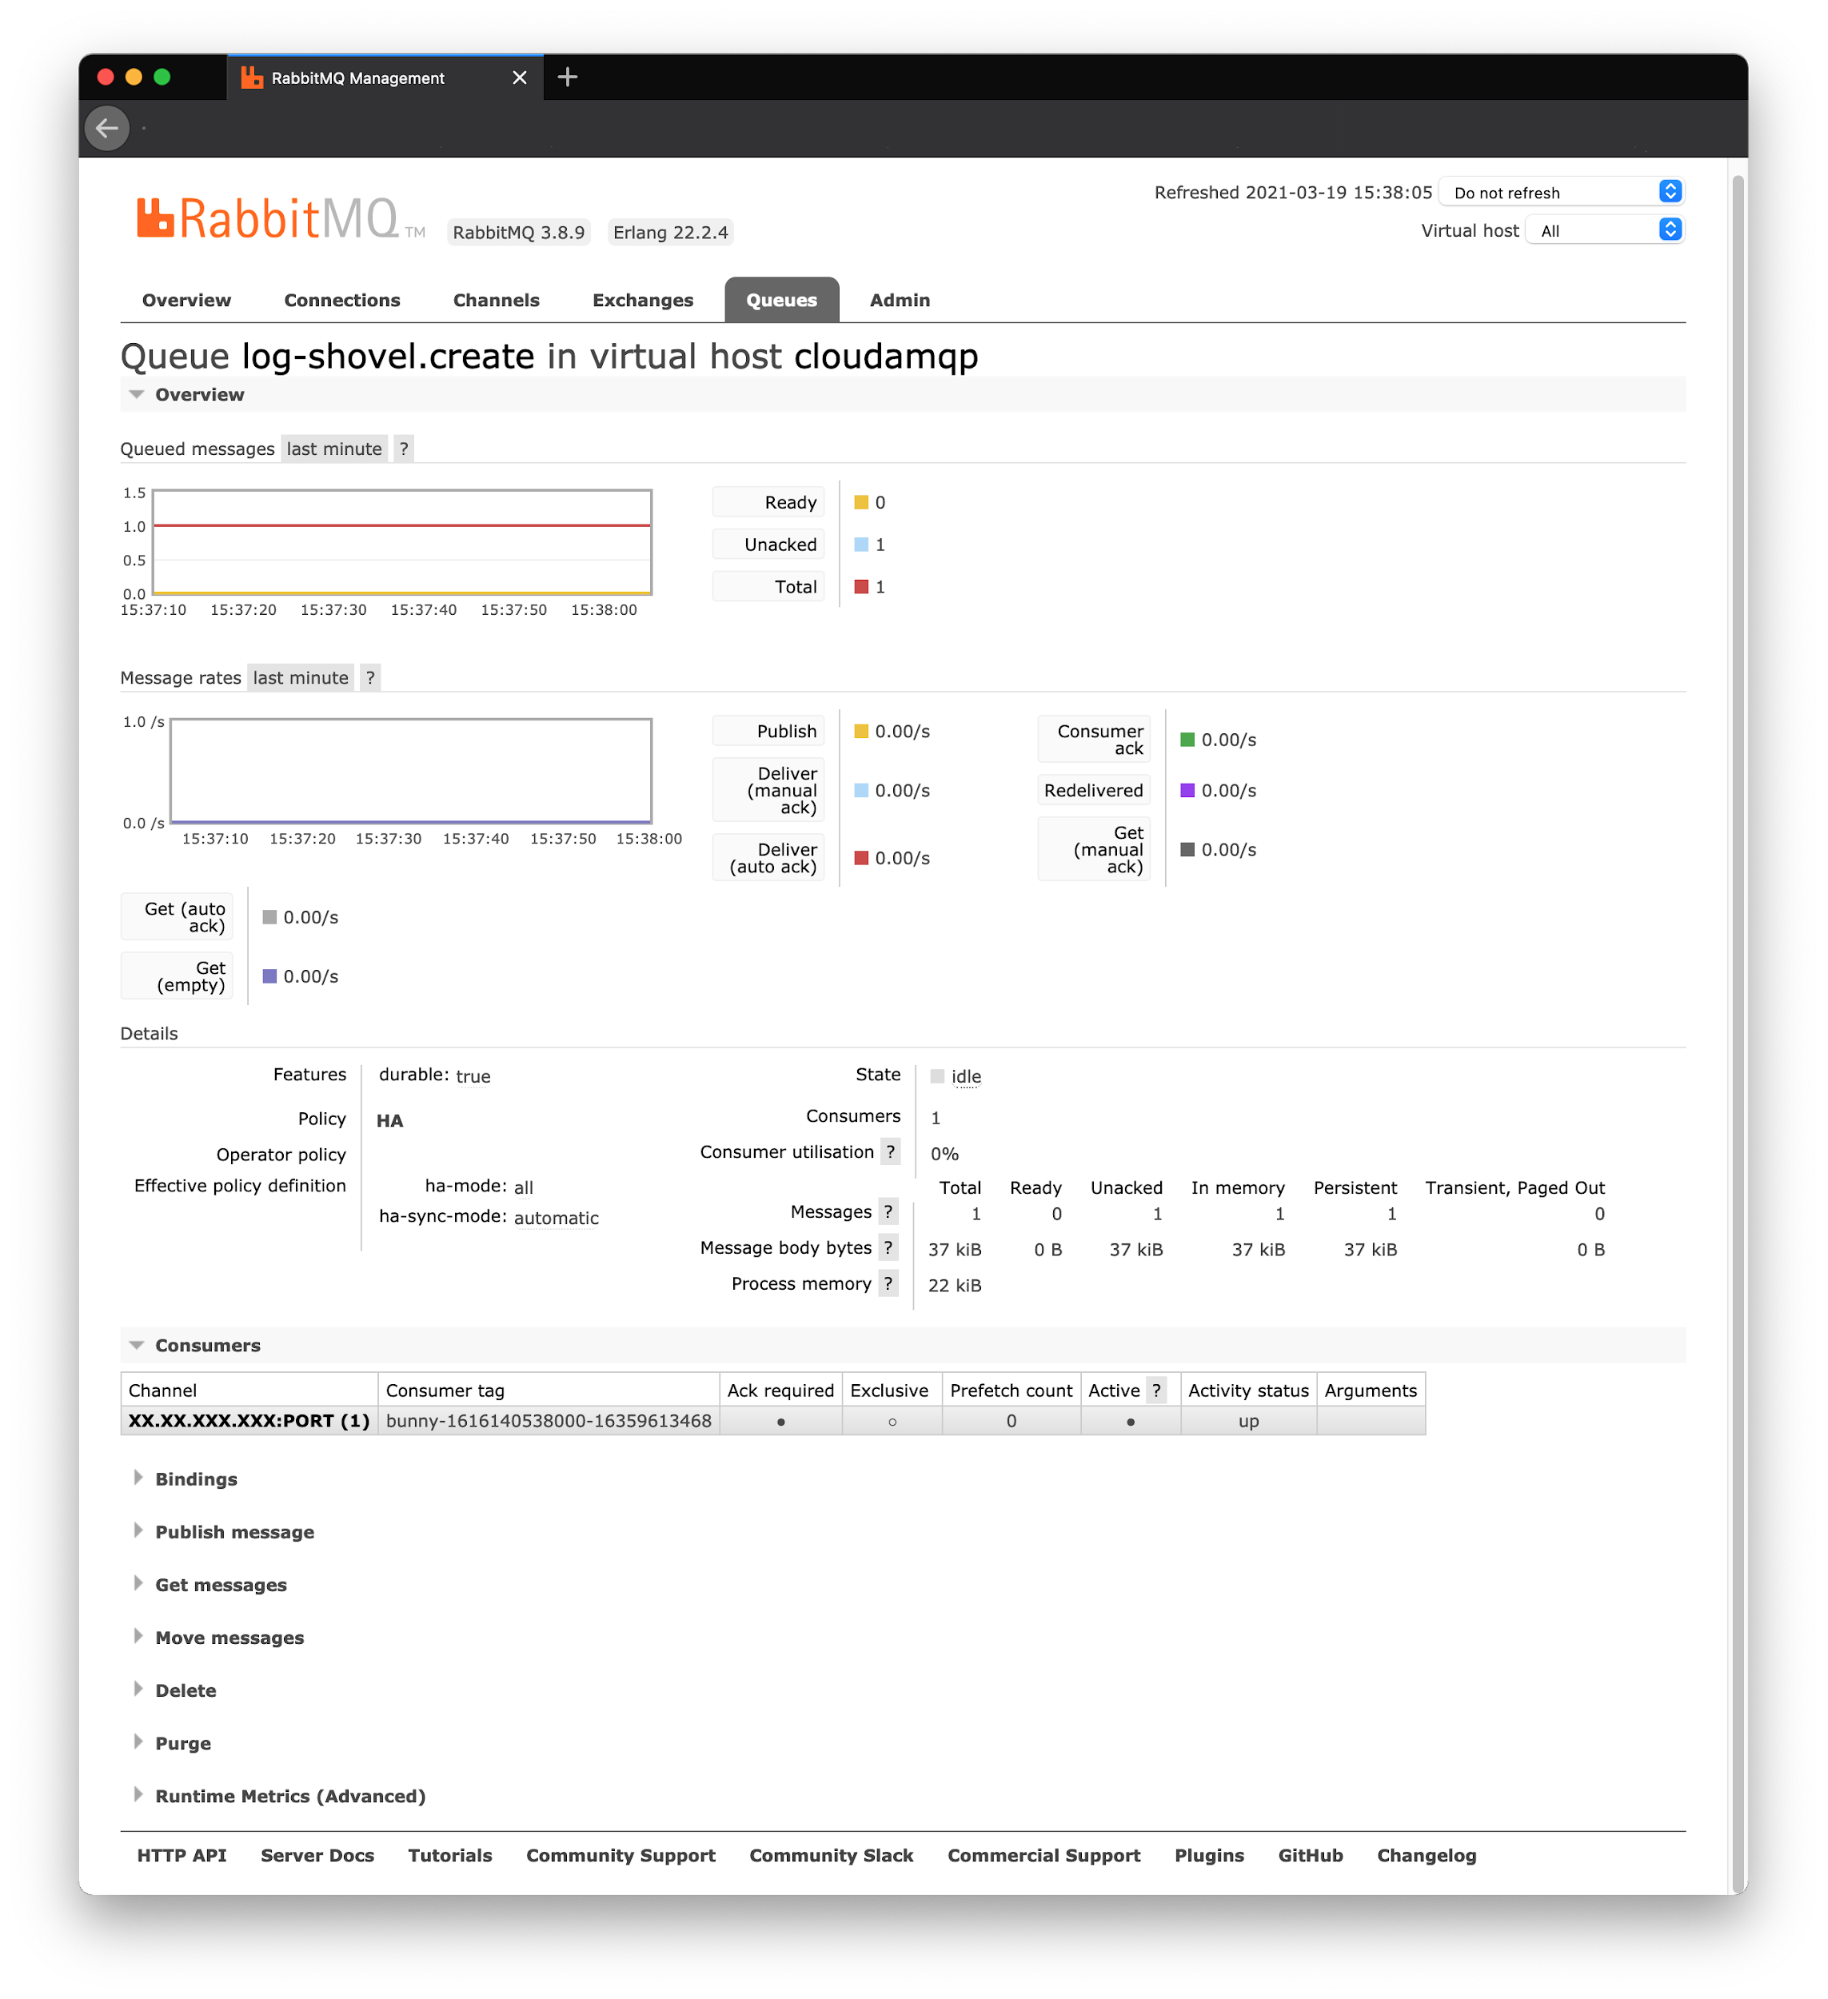 RabbitMQ Management
Refreshed 2021-03-19 15:38:05 Do not refresh
RabbitMQ TM RabbitMQ 3.8.9 Erlang 22.2.4
Virtual host All
Overview Connections Channels Exchanges Queues Admin
Queue log-shovel.create in virtual host cloudamqp
Overview
Queued messages last minute ?
1.5
1.0
0.5
0.0
15:37:10 15:37:20 15:37:30 15:37:40 15:37:50 15:38:00
Ready 0
Unacked 1
Total 1
Message rates last minute ?
1.0 /s
0.0 /s
15:37:10 15:37:20 15:37:30 15:37:40 15:37:50 15:38:00
Publish 0.00/s
Deliver
(manual 0.00/s
ack)
Deliver
(auto ack) 0.00/s
Consumer
ack 0.00/s
Redelivered 0.00/s
Get
(manual 0.00/s
ack)
Get (auto
ack) 0.00/s
Get
(empty) 0.00/s
Details
Features durable: true
Policy HA
Operator policy
Effective policy definition ha-mode: all
ha-sync-mode: automatic
State idle
Consumers 1
Consumer utilisation ? 0%
Total Ready Unacked In memory Persistent Transient, Paged Out
Messages ? 1 0 1 1 1 0
Message body bytes ? 37 kiB 0 B 37 kiB 37 kiB 37 kiB 0 B
Process memory ? 22 kiB
Consumers
Channel Consumer tag Ack required Exclusive Prefetch count Active ? Activity status Arguments
XX.XX.XXX.XXX:PORT (1) bunny-1616140538000-16359613468 ● ○ 0 ● up
Bindings
Publish message
Get messages
Move messages
Delete
Purge
Runtime Metrics (Advanced)
HTTP API Server Docs Tutorials Community Support Community Slack Commercial Support Plugins GitHub Changelog